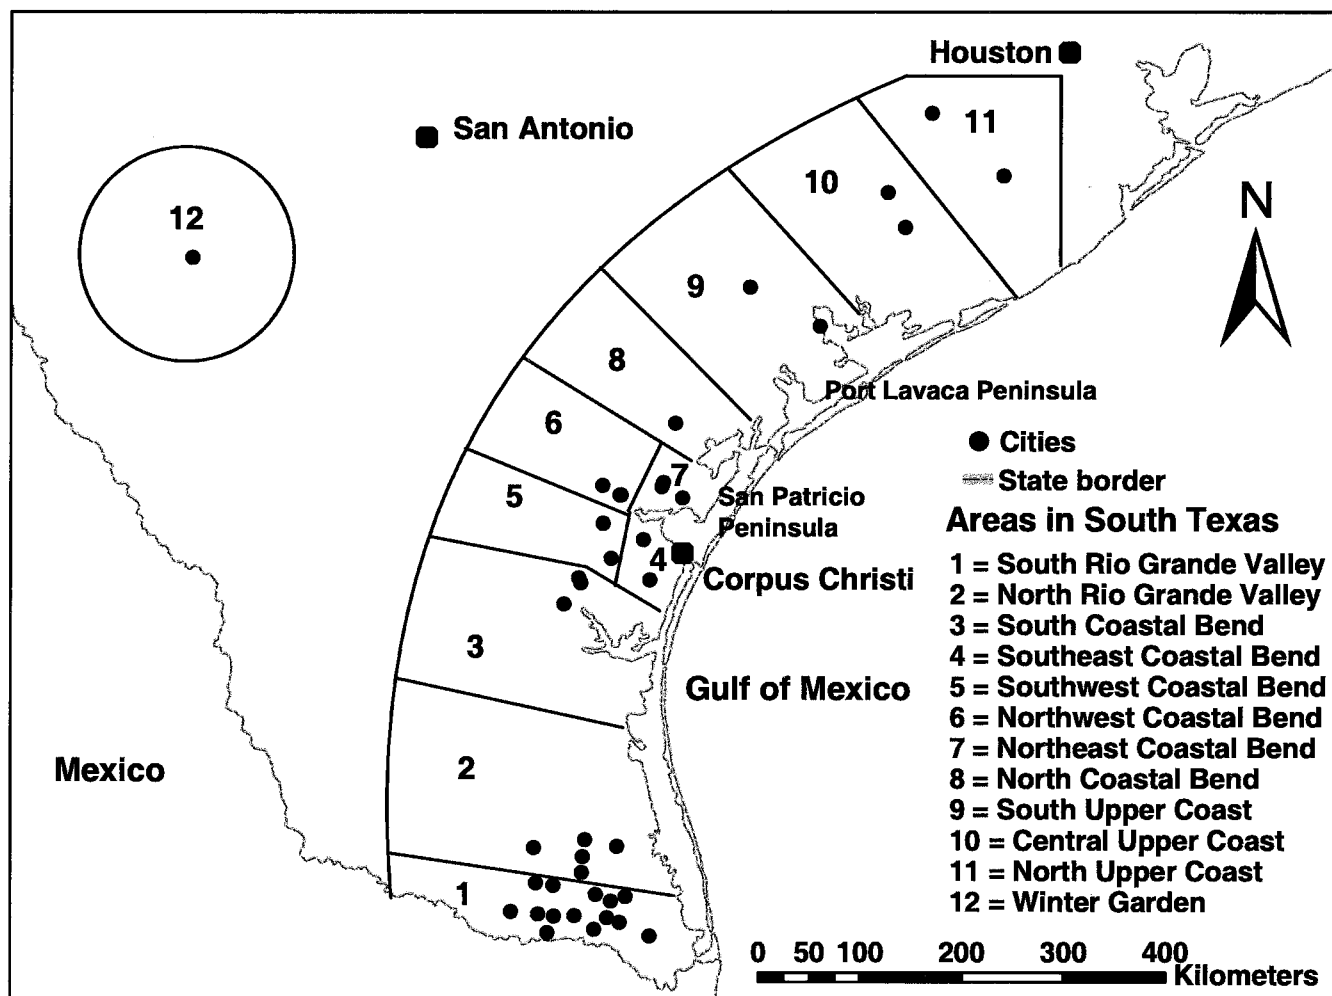 Houston
San Antonio
11
10
12
N
9
8
Port Lavaca Peninsula
6
Cities
7
State border
5
San Patricio
Peninsula
Areas in South Texas
4
Corpus Christi
1 = South Rio Grande Valley
2 = North Rio Grande Valley
3 = South Coastal Bend
4 = Southeast Coastal Bend
5 = Southwest Coastal Bend
6 = Northwest Coastal Bend
7 = Northeast Coastal Bend
8 = North Coastal Bend
9 = South Upper Coast
10 = Central Upper Coast
11 = North Upper Coast
12 = Winter Garden
3
Gulf of Mexico
Mexico
2
1
0 50 100 200 300 400
Kilometers